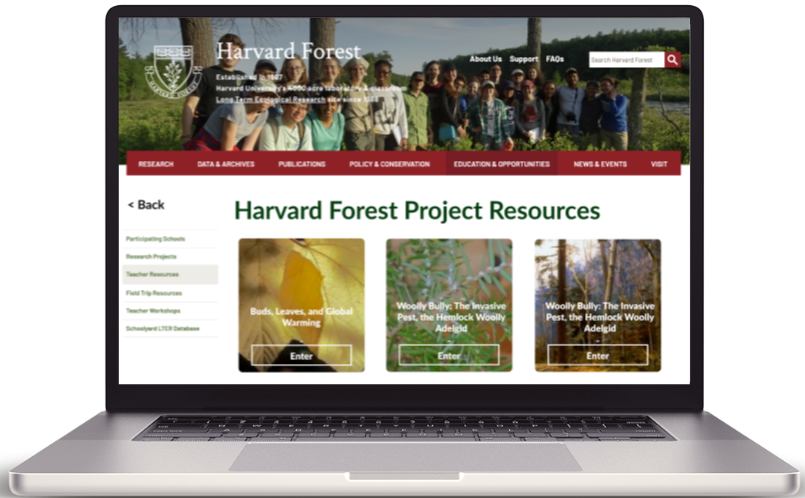 Harvard Forest
About Us Support FAQs
Search Harvard Forest
Established in 1907
Harvard University's 4000 acre laboratory & classroom
Long Term Ecological Research site since 1988
RESEARCH DATA & ARCHIVES PUBLICATIONS POLICY & CONSERVATION EDUCATION & OPPORTUNITIES NEWS & EVENTS VISIT
< Back
Participating Schools
Research Projects
Teacher Resources
Field Trip Resources
Teacher Workshops
Schoolyard LTER Database
Harvard Forest Project Resources
Buds, Leaves, and Global
Warming
Enter
Woolly Bully: The Invasive
Pest, the Hemlock Woolly
Adelgid
Enter
Woolly Bully: The Invasive
Pest, the Hemlock Woolly
Adelgid
Enter